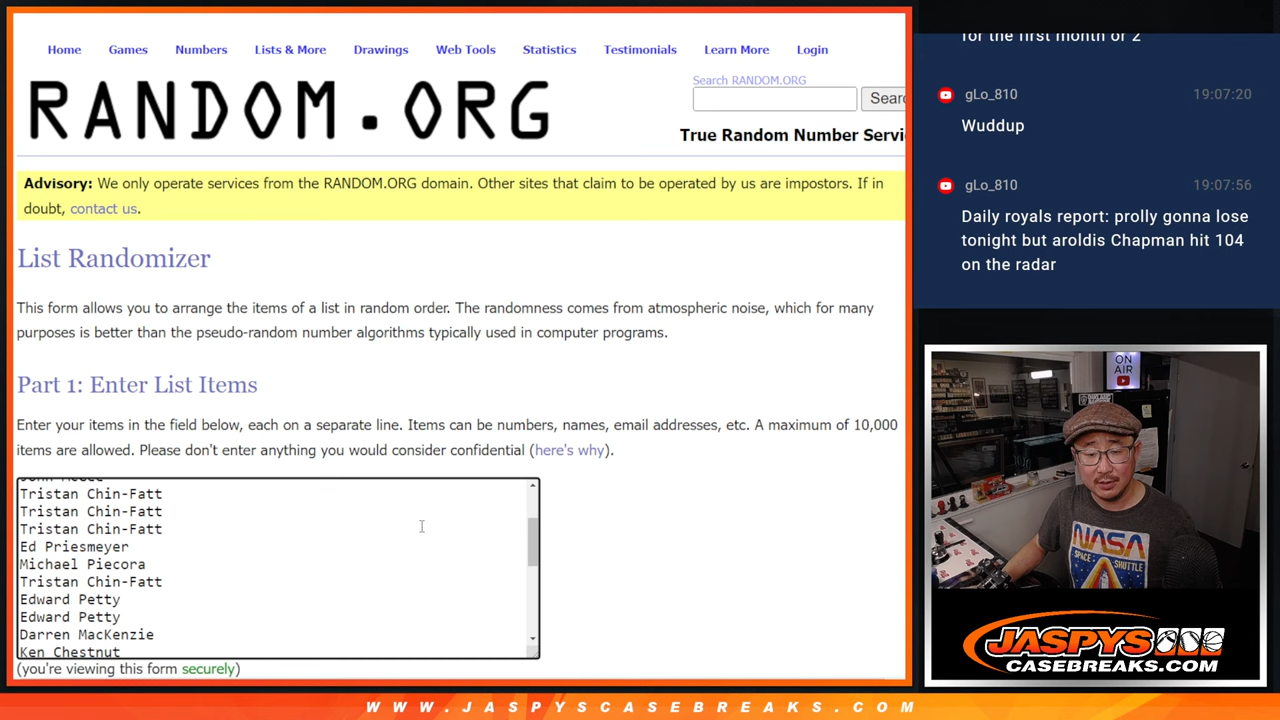 Home Games Numbers Lists & More Drawings Web Tools Statistics Testimonials Learn More Login
RANDOM.ORG
Search RANDOM.ORG
Searc
True Random Number Servi
Advisory: We only operate services from the RANDOM.ORG domain. Other sites that claim to be operated by us are impostors. If in
doubt, contact us.
List Randomizer
This form allows you to arrange the items of a list in random order. The randomness comes from atmospheric noise, which for many
purposes is better than the pseudo-random number algorithms typically used in computer programs.
Part 1: Enter List Items
Enter your items in the field below, each on a separate line. Items can be numbers, names, email addresses, etc. A maximum of 10,000
items are allowed. Please don't enter anything you would consider confidential (here's why).
Tristan Chin-Fatt
Tristan Chin-Fatt
Tristan Chin-Fatt
Ed Priesmeyer
Michael Piecora
Tristan Chin-Fatt
Edward Petty
Edward Petty
Darren MacKenzie
Ken Chestnut
(you're viewing this form securely)
for the first month or 2
gLo_810 19:07:20
Wuddup
gLo_810 19:07:56
Daily royals report: prolly gonna lose
tonight but aroldis Chapman hit 104
on the radar
ON
AIR
NASA
SPACE SHUTTLE
JASPYS
CASEBREAKS.COM
WWW.JASPYSCASEBREAKS.COM